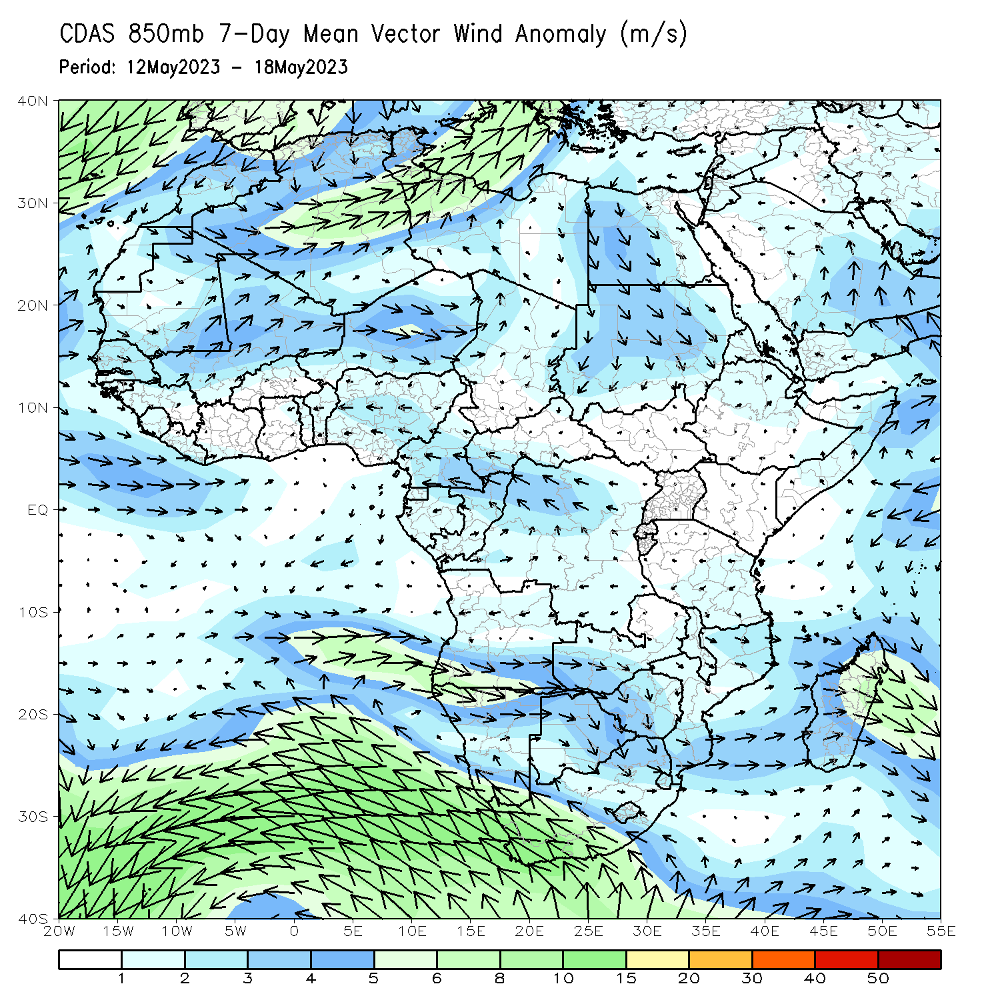 CDAS 850mb 7-Day Mean Vector Wind Anomaly (m/s)
Period: 12May2023 - 18May2023
40N
30N
20N
10N
EQ
10S
20S
30S
40S
20W 15W 10W 5W 0 5E 10E 15E 20E 25E 30E 35E 40E 45E 50E 55E
1 2 3 4 5 6 8 10 15 20 30 40 50